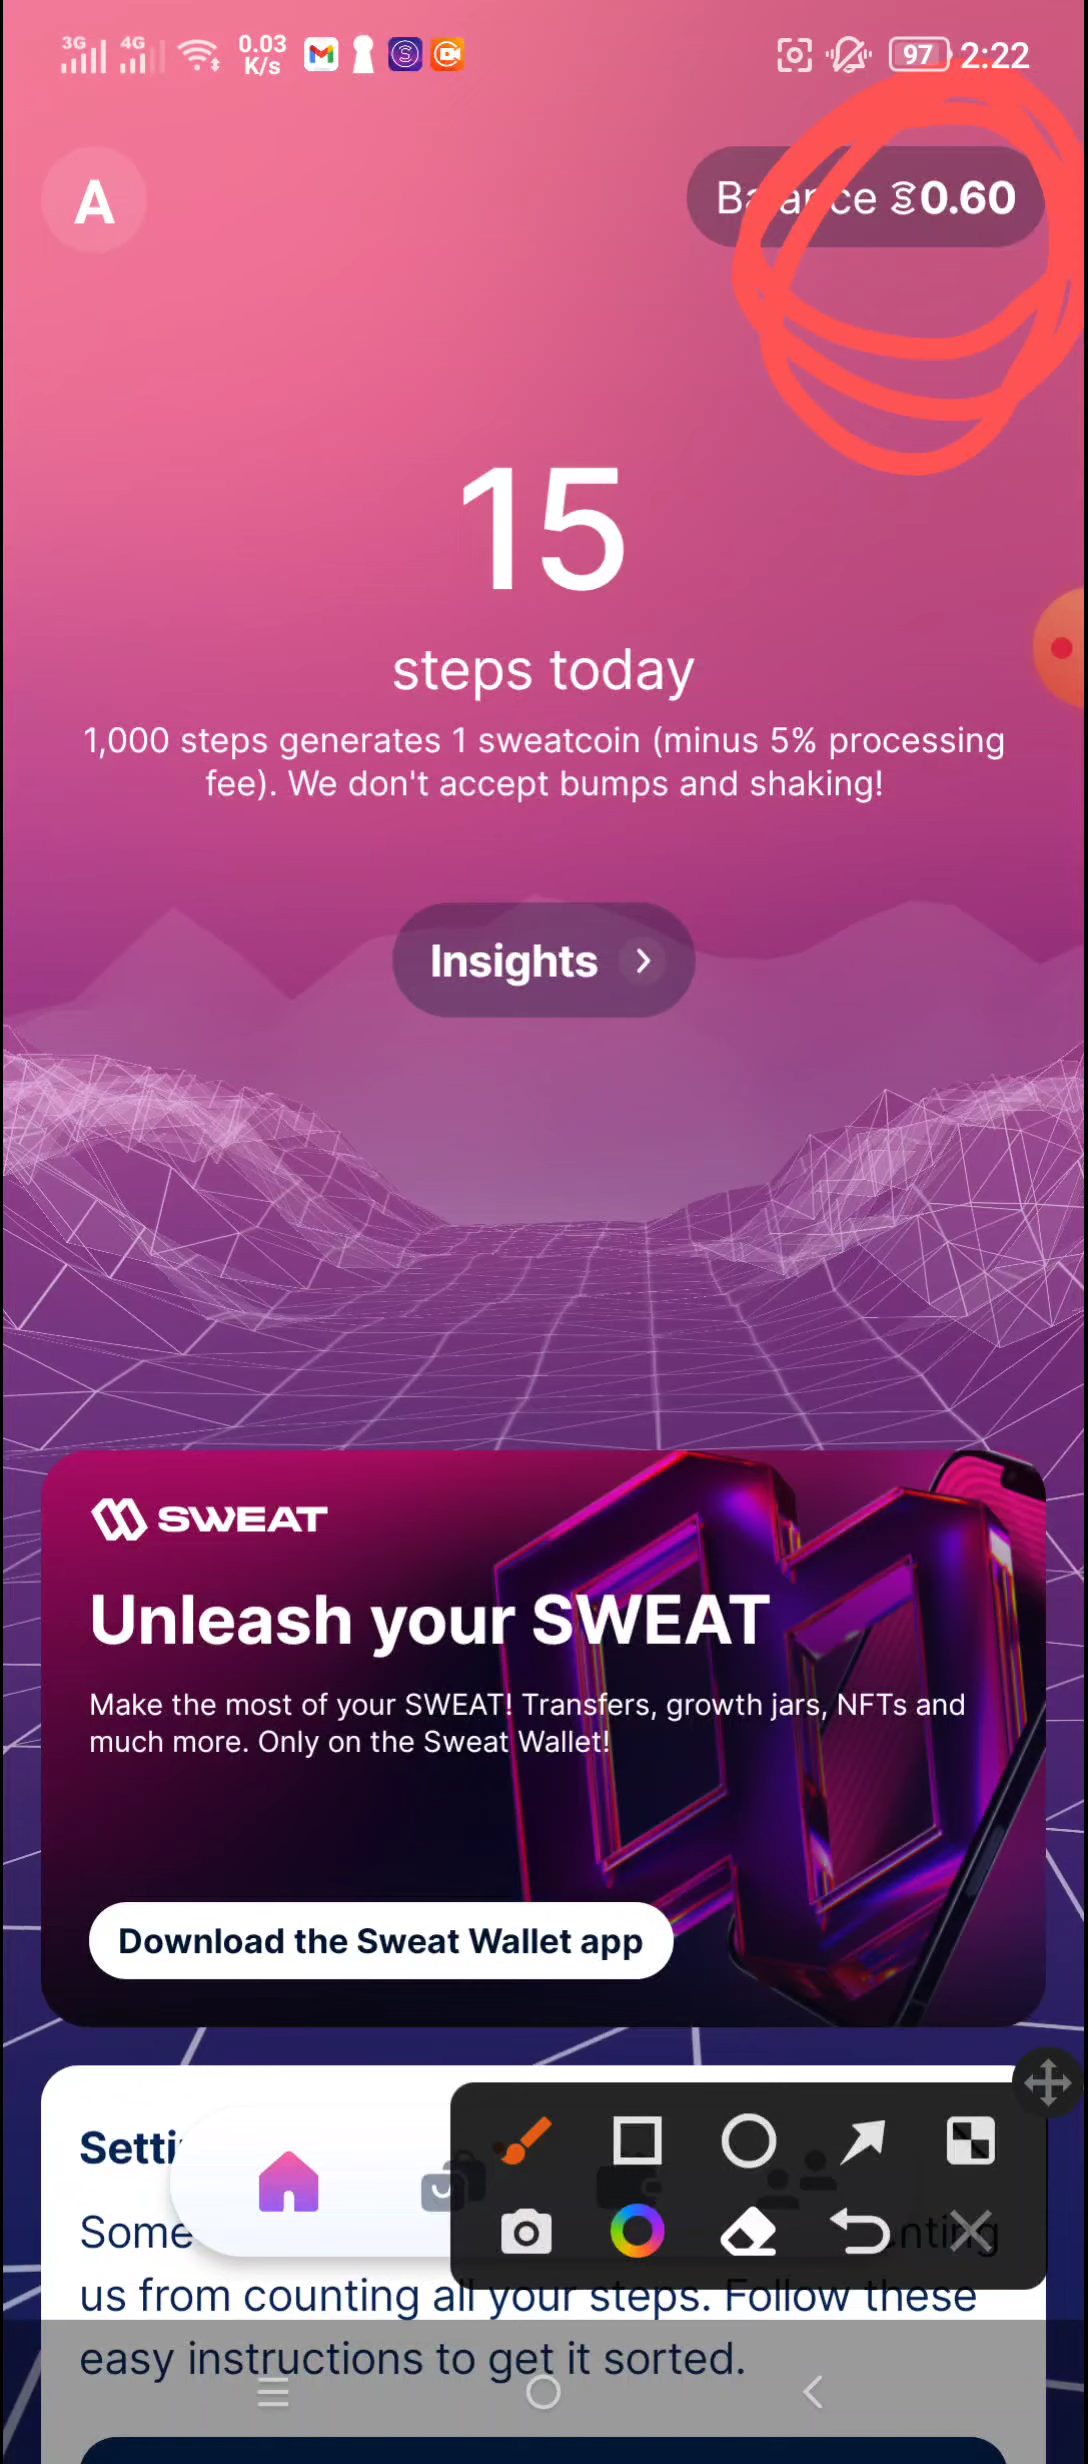 3G 4G 0.03 K/s 97 2:22
A
Balance 0.60
15
steps today
1,000 steps generates 1 sweatcoin (minus 5% processing
fee). We don't accept bumps and shaking!
Insights
SWEAT
Unleash your SWEAT
Make the most of your SWEAT! Transfers, growth jars, NFTs and
much more. Only on the Sweat Wallet!
Download the Sweat Wallet app
Some
us from counting all your steps. Follow these
easy instructions to get it sorted.